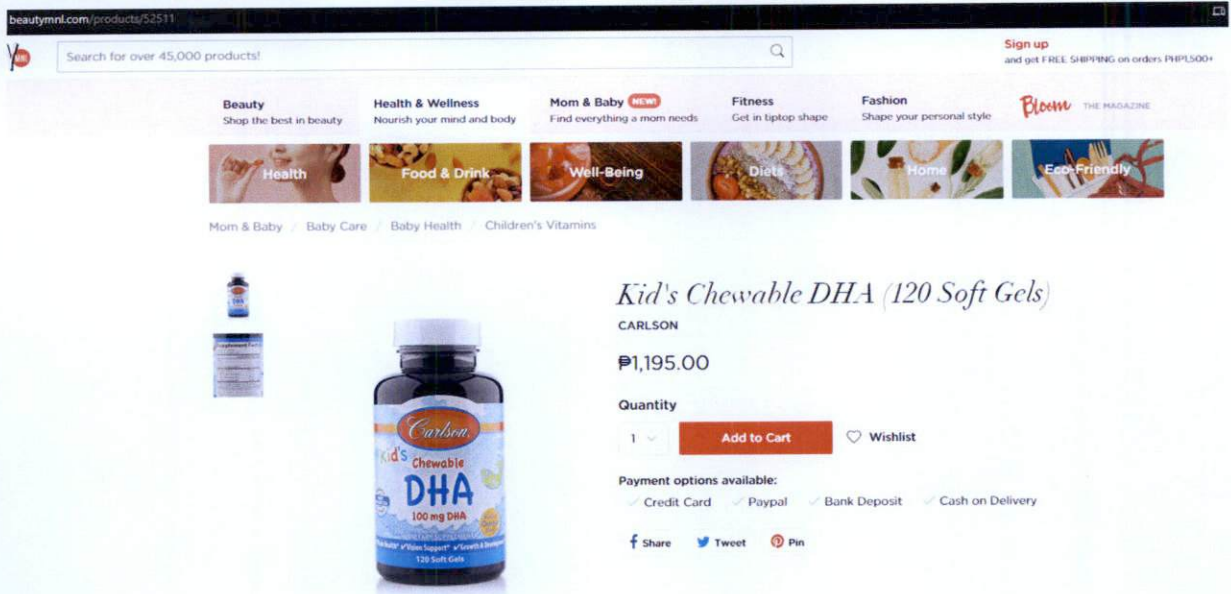 beautymnl.com/products/52511
Search for over 45,000 products!
Sign up
and get FREE SHIPPING on orders PHP1,500+
Beauty
Shop the best in beauty
Health & Wellness
Nourish your mind and body
Mom & Baby NEW!
Find everything a mom needs
Fitness
Get in tiptop shape
Fashion
Shape your personal style
Bloom THE MAGAZINE
Health
Food & Drink
Well-Being
Diets
Home
Eco-Friendly
Mom & Baby / Baby Care / Baby Health / Children's Vitamins
Kid's Chewable DHA (120 Soft Gels)
CARLSON
₱1,195.00
Quantity
1
Add to Cart
Wishlist
Payment options available:
Credit Card
Paypal
Bank Deposit
Cash on Delivery
Share
Tweet
Pin
Carlson
Kid's
Chewable
DHA
100 mg DHA
Vision Support*
120 Soft Gels